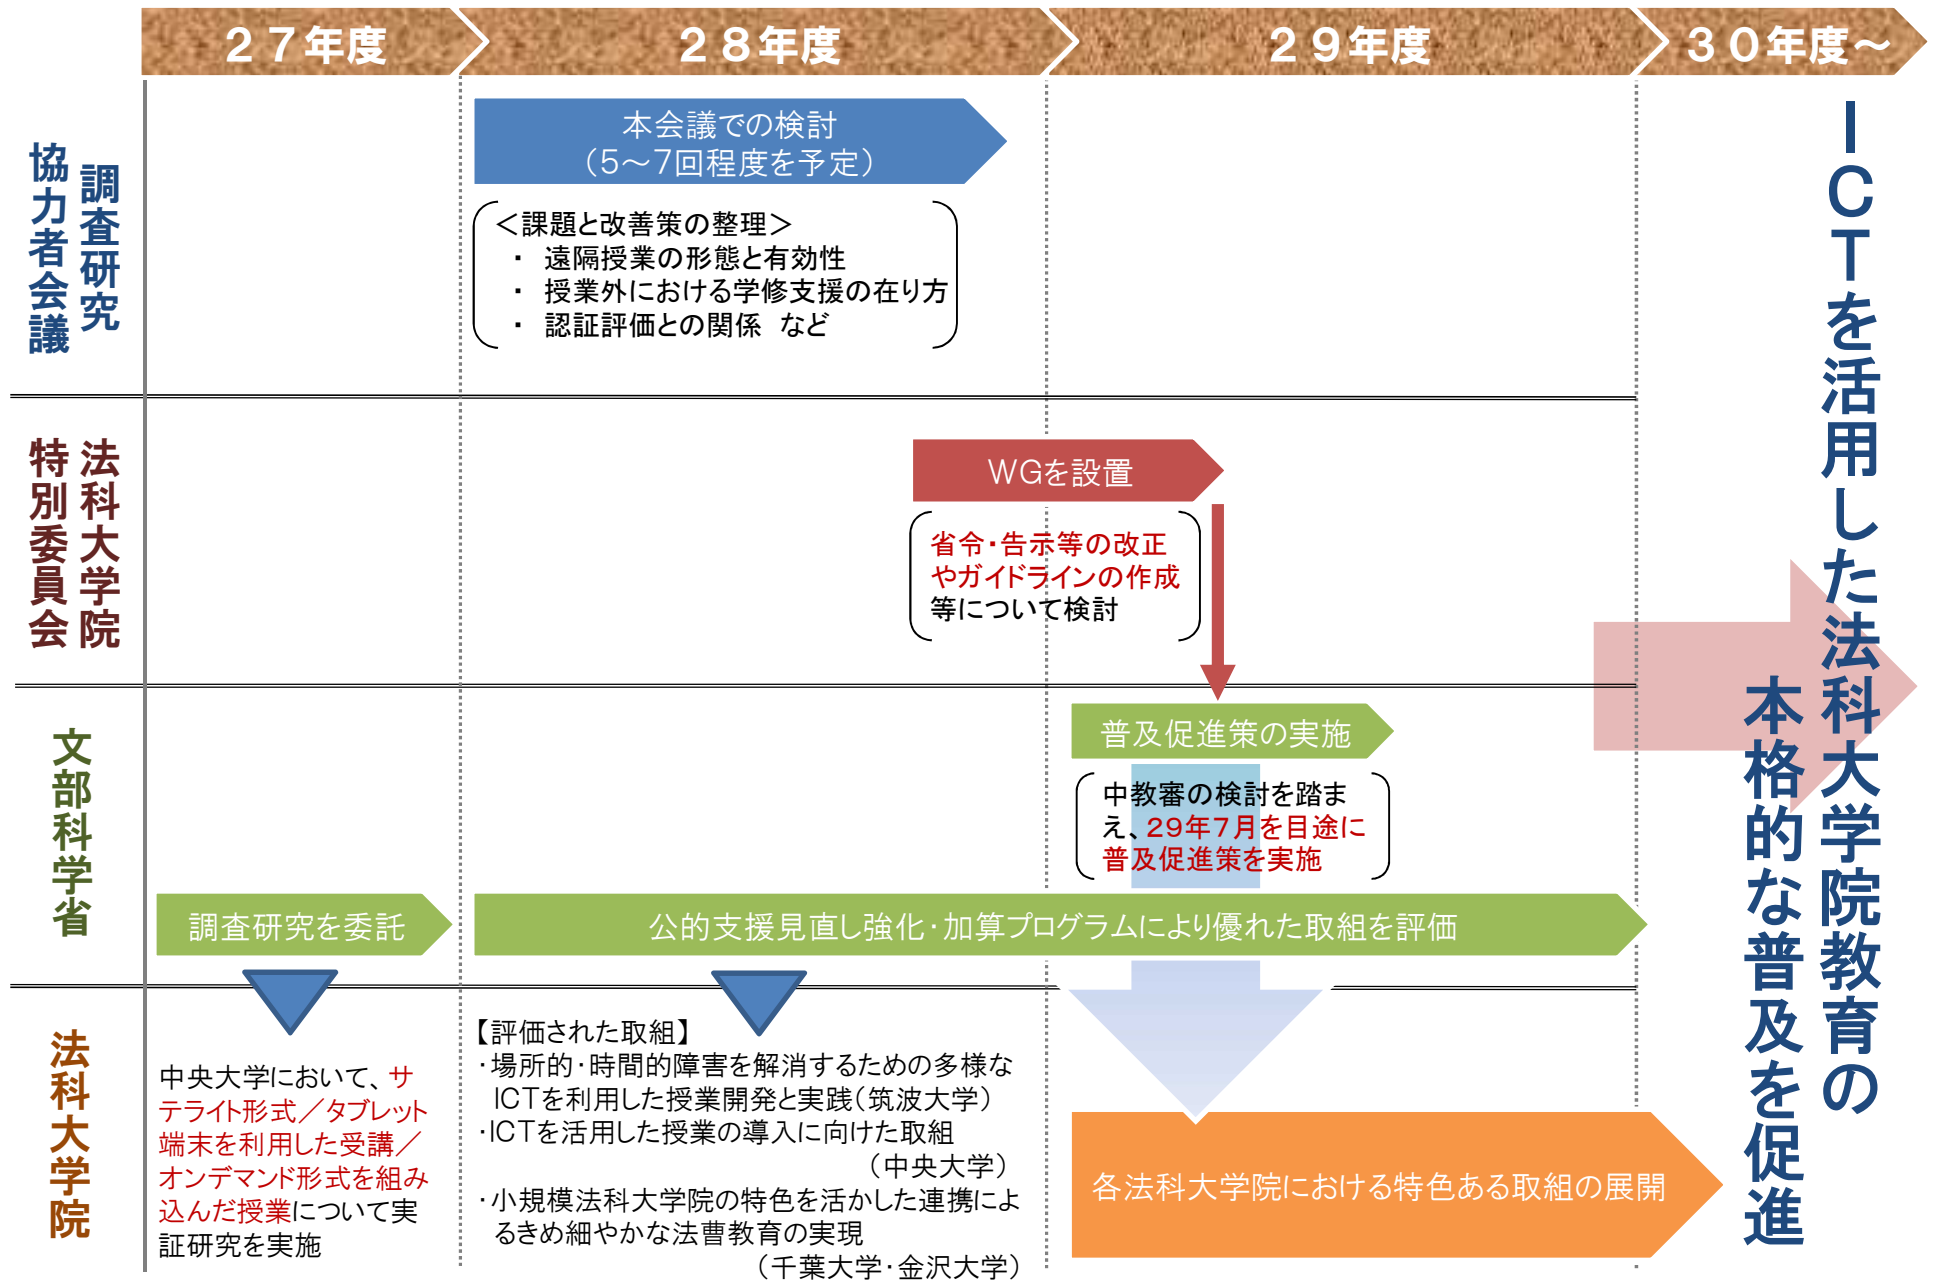 ２７年度
２８年度
２９年度
３０年度～
調査研究
協力者会議
本会議での検討
（5～7回程度を予定）
＜課題と改善策の整理＞
・　遠隔授業の形態と有効性
・　授業外における学修支援の在り方
・　認証評価との関係　など
法科大学院
特別委員会
WGを設置
省令・告示等の改正
やガイドラインの作成
等について検討
文部科学省
普及促進策の実施
中教審の検討を踏ま
え、29年7月を目途に
普及促進策を実施
調査研究を委託
公的支援見直し強化・加算プログラムにより優れた取組を評価
法科大学院
中央大学において、サ
テライト形式／タブレット
端末を利用した受講／
オンデマンド形式を組み
込んだ授業について実
証研究を実施
【評価された取組】
・場所的・時間的障害を解消するための多様な
ICTを利用した授業開発と実践（筑波大学）
・ICTを活用した授業の導入に向けた取組
（中央大学）
・小規模法科大学院の特色を活かした連携によ
るきめ細やかな法曹教育の実現
（千葉大学・金沢大学）
各法科大学院における特色ある取組の展開
ＩＣＴを活用した法科大学院教育の
本格的な普及を促進